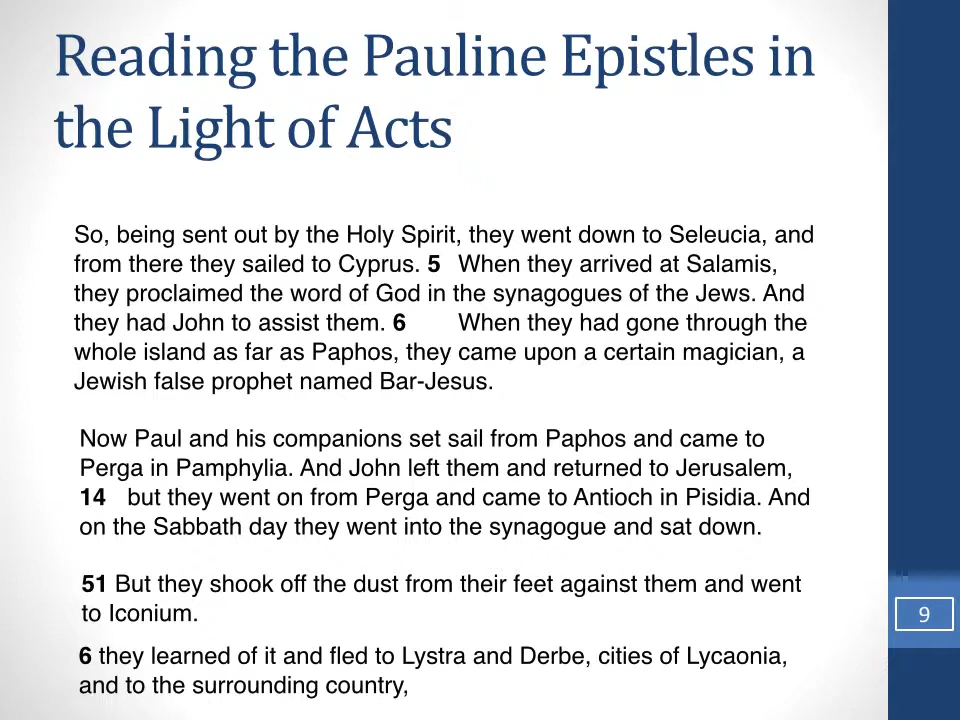 Reading the Pauline Epistles in
the Light of Acts
So, being sent out by the Holy Spirit, they went down to Seleucia, and
from there they sailed to Cyprus. 5 When they arrived at Salamis,
they proclaimed the word of God in the synagogues of the Jews. And
they had John to assist them. 6 When they had gone through the
whole island as far as Paphos, they came upon a certain magician, a
Jewish false prophet named Bar-Jesus.
Now Paul and his companions set sail from Paphos and came to
Perga in Pamphylia. And John left them and returned to Jerusalem,
14 but they went on from Perga and came to Antioch in Pisidia. And
on the Sabbath day they went into the synagogue and sat down.
51 But they shook off the dust from their feet against them and went
to Iconium.
6 they learned of it and fled to Lystra and Derbe, cities of Lycaonia,
and to the surrounding country,
9